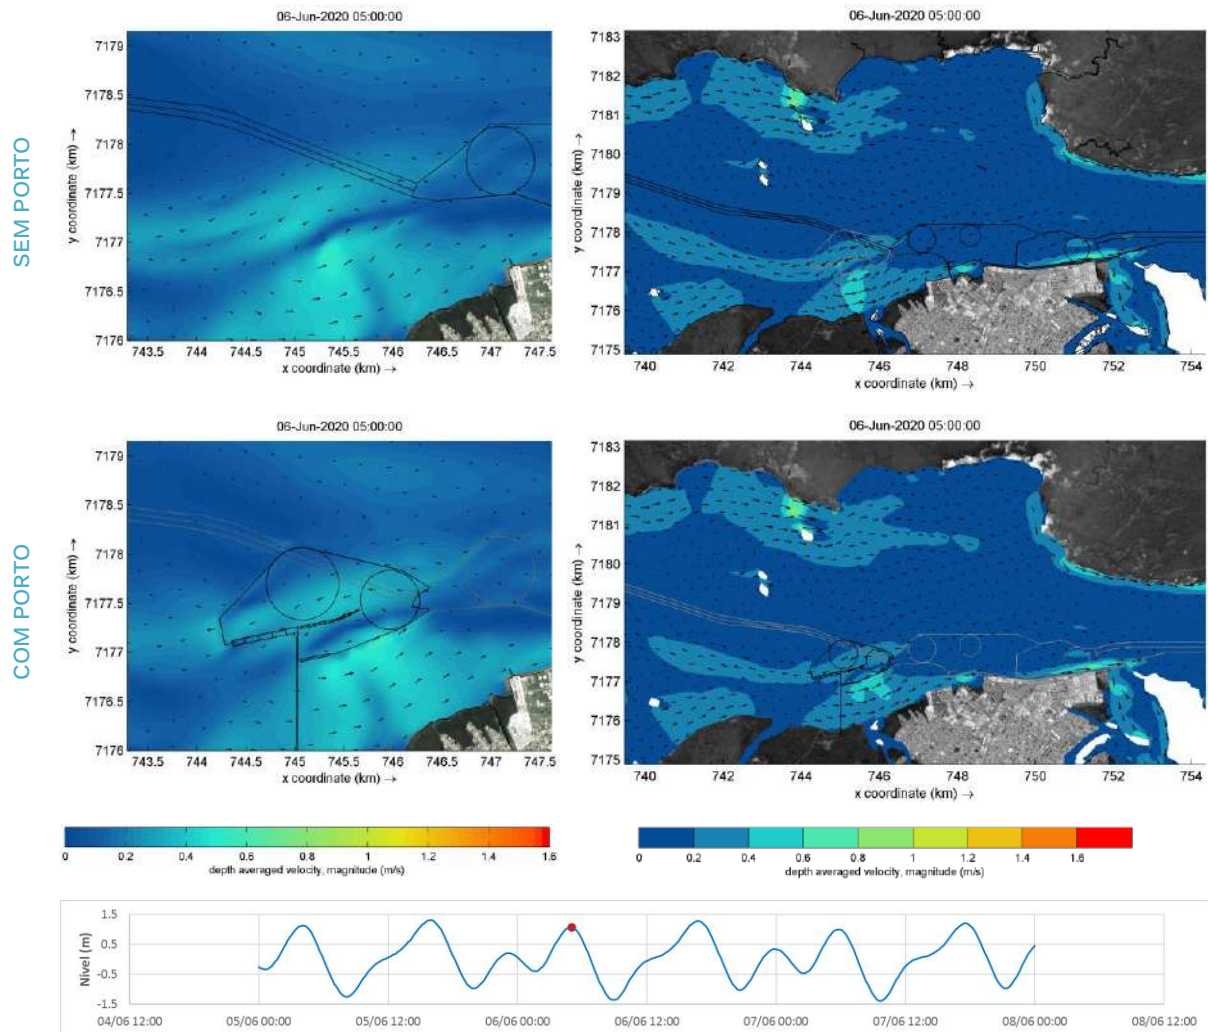 06-Jun-2020 05:00:00
06-Jun-2020 05:00:00
SEM PORTO
7179
7178.5
7178
7177.5
7177
7176.5
7176
y coordinate (km) →
743.5 744 744.5 745 745.5 746 746.5 747 747.5
x coordinate (km) →
7183
7182
7181
7180
7179
7178
7177
7176
7175
y coordinate (km) →
740 742 744 746 748 750 752 754
x coordinate (km) →
06-Jun-2020 05:00:00
06-Jun-2020 05:00:00
COM PORTO
7179
7178.5
7178
7177.5
7177
7176.5
7176
y coordinate (km) →
743.5 744 744.5 745 745.5 746 746.5 747 747.5
x coordinate (km) →
7183
7182
7181
7180
7179
7178
7177
7176
7175
y coordinate (km) →
740 742 744 746 748 750 752 754
x coordinate (km) →
0 0.2 0.4 0.6 0.8 1 1.2 1.4 1.6
depth averaged velocity, magnitude (m/s)
0 0.2 0.4 0.6 0.8 1 1.2 1.4 1.6
depth averaged velocity, magnitude (m/s)
Nível (m)
1.5
0.5
-0.5
-1.5
04/06 12:00 05/06 00:00 05/06 12:00 06/06 00:00 06/06 12:00 07/06 00:00 07/06 12:00 08/06 00:00 08/06 12:00